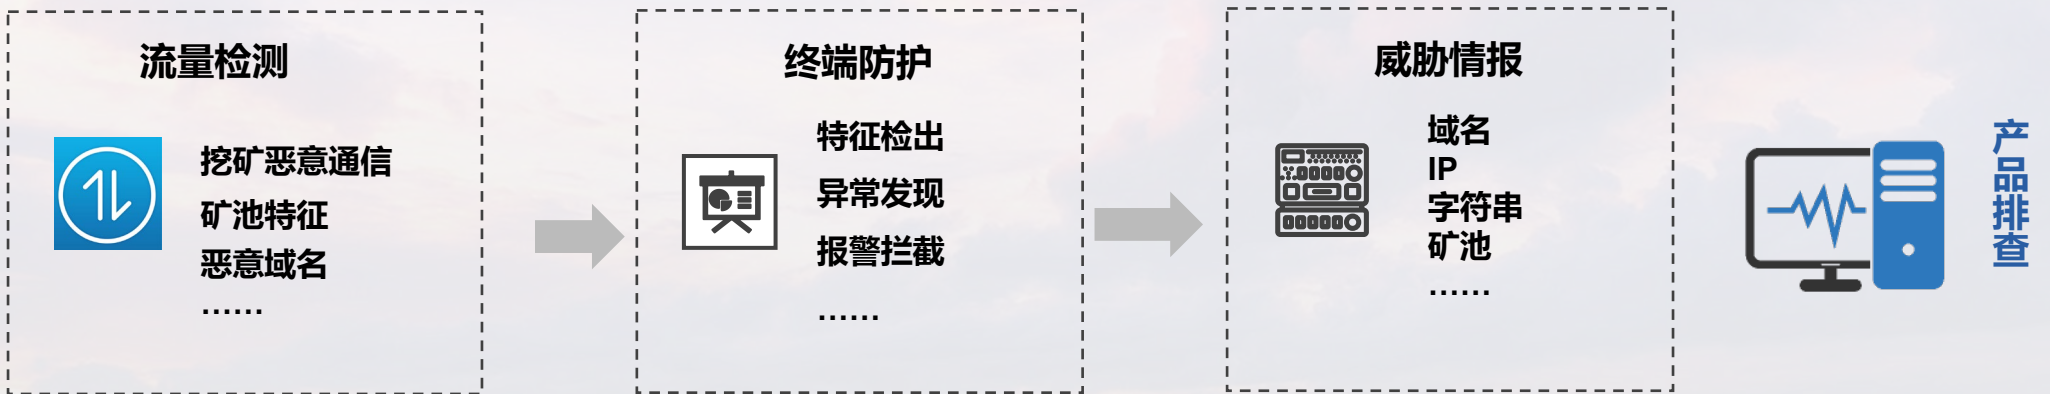 流量检测
挖矿恶意通信
矿池特征
恶意域名
……
终端防护
特征检出
异常发现
报警拦截
……
威胁情报
域名
IP
字符串
矿池
……
产品排查